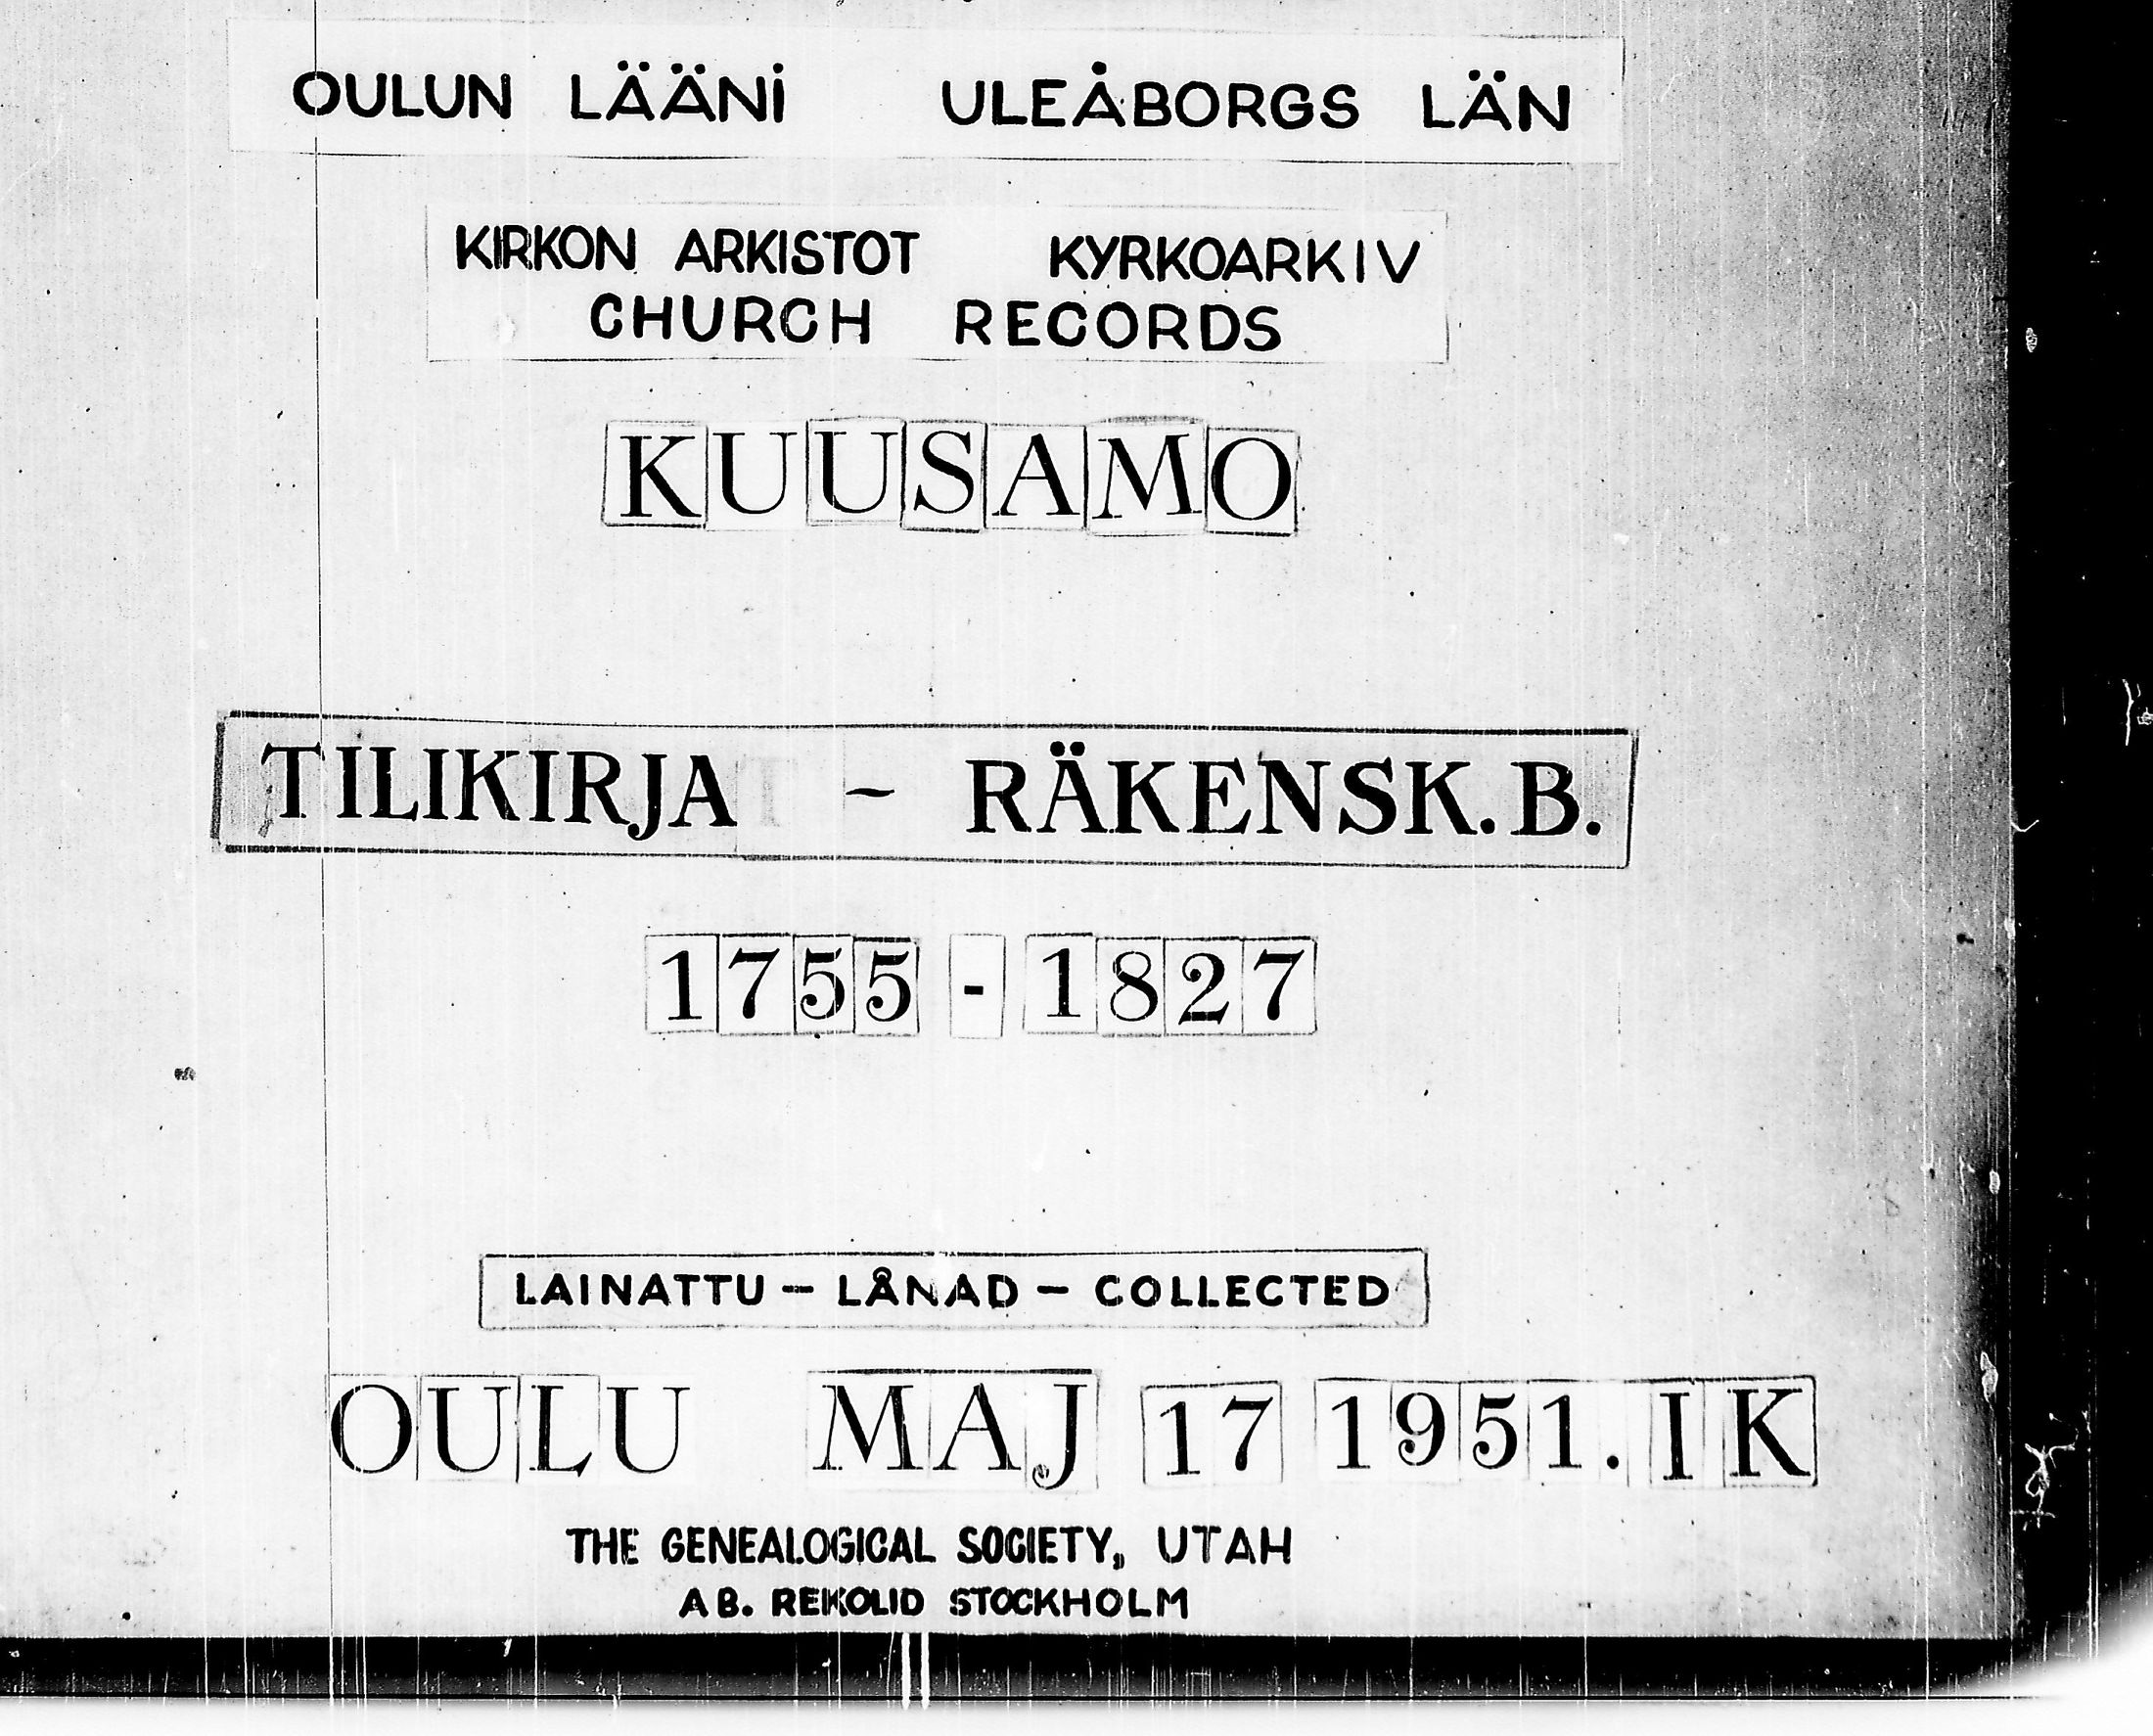 OULUN LÄÄNI ULEÅBORGS LÄN
KIRKON ARKISTOT KYRKOARKIV
CHURCH RECORDS
KUUSAMO
TILIKIRJA - RÄKENSK. B.
1755 - 1827
LAINATTU - LÅNAD - COLLECTED
OULU MAJ 17 1951. IK
THE GENEALOGICAL SOCIETY, UTAH
AB. REKOLID STOCKHOLM